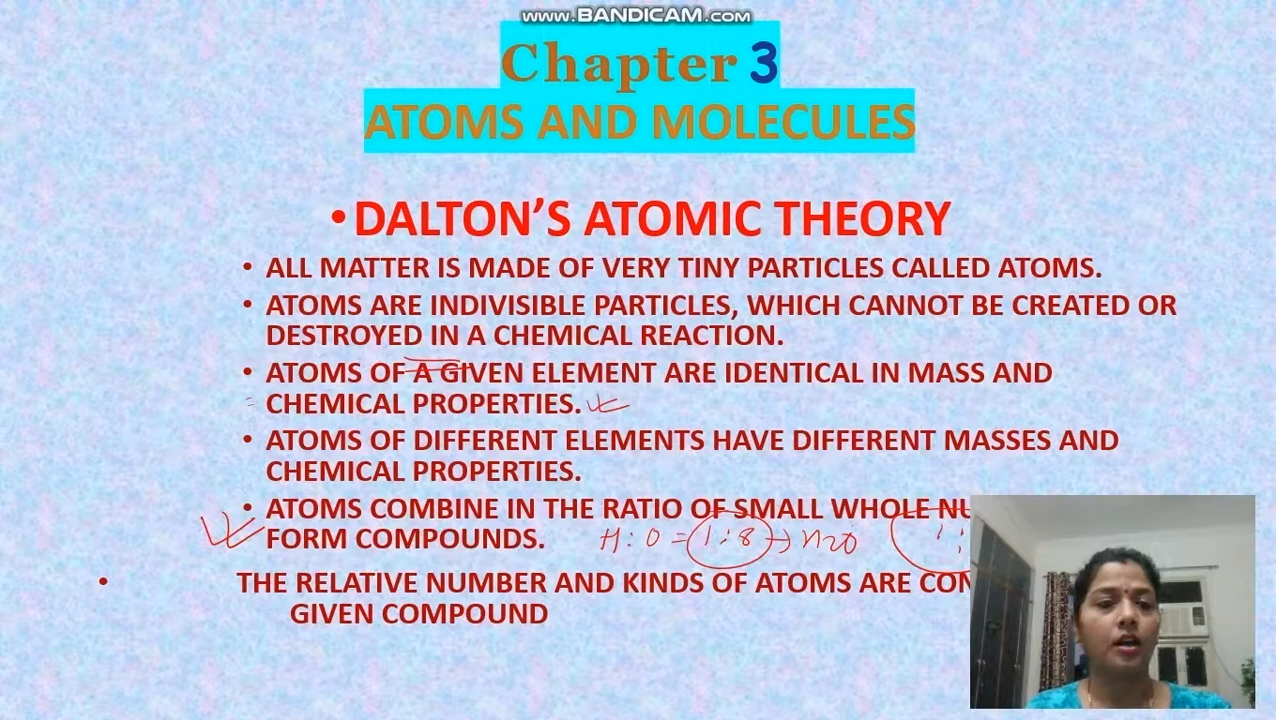 www.BANDICAM.com
Chapter 3
ATOMS AND MOLECULES
• DALTON'S ATOMIC THEORY
• ALL MATTER IS MADE OF VERY TINY PARTICLES CALLED ATOMS.
• ATOMS ARE INDIVISIBLE PARTICLES, WHICH CANNOT BE CREATED OR
DESTROYED IN A CHEMICAL REACTION.
• ATOMS OF A GIVEN ELEMENT ARE IDENTICAL IN MASS AND
CHEMICAL PROPERTIES.
• ATOMS OF DIFFERENT ELEMENTS HAVE DIFFERENT MASSES AND
CHEMICAL PROPERTIES.
• ATOMS COMBINE IN THE RATIO OF SMALL WHOLE
FORM COMPOUNDS. H : O = 1 : 8 →
• THE RELATIVE NUMBER AND KINDS OF ATOMS ARE
GIVEN COMPOUND